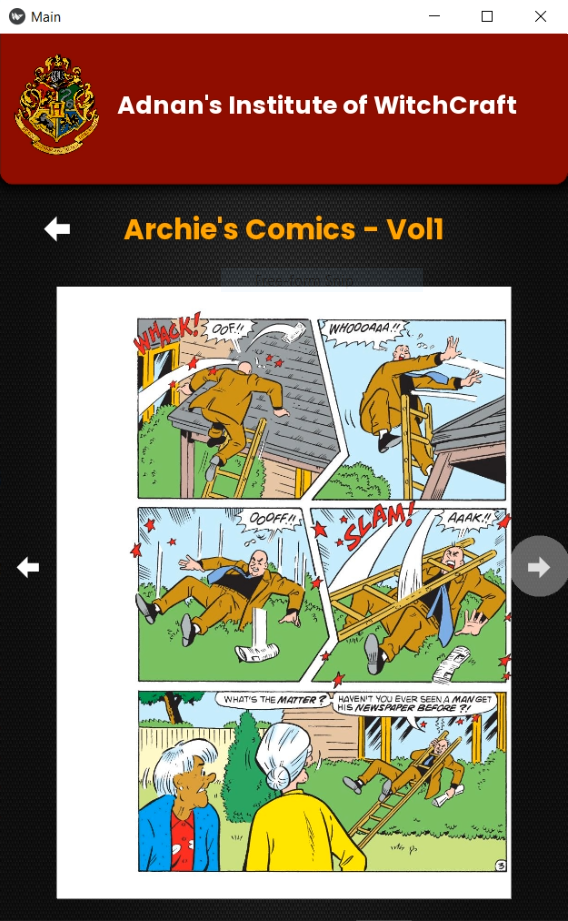 Main
Adnan's Institute of WitchCraft
Archie's Comics - Vol1
WHACK!
OOF!!
WHOOOAAA!!
OOOFF!!
SLAM!
AAAK!!
WHAT'S THE MATTER?
HAVEN'T YOU EVER SEEN A MAN GET
HIS NEWSPAPER BEFORE?!
3